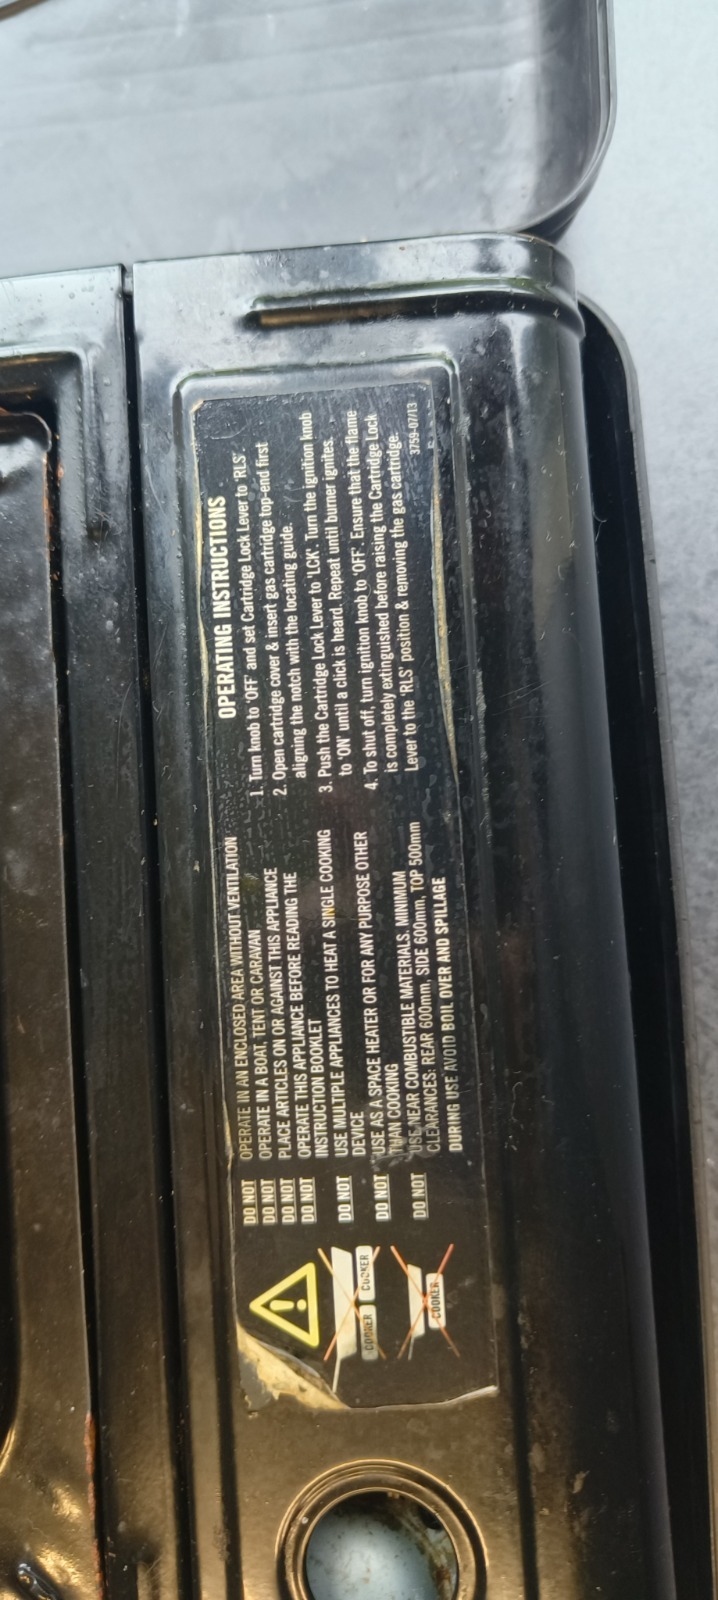 DO NOT OPERATE IN AN ENCLOSED AREA WITHOUT VENTILATION
DO NOT OPERATE IN A BOAT, TENT OR CARAVAN
DO NOT PLACE ARTICLES ON OR AGAINST THIS APPLIANCE
DO NOT OPERATE THIS APPLIANCE BEFORE READING THE
INSTRUCTION BOOKLET
DO NOT USE MULTIPLE APPLIANCES TO HEAT A SINGLE COOKING
DEVICE
DO NOT USE AS A SPACE HEATER OR FOR ANY PURPOSE OTHER
THAN COOKING
DO NOT USE NEAR COMBUSTIBLE MATERIALS. MINIMUM
CLEARANCES: REAR 600mm, SIDE 600mm, TOP 500mm
DURING USE AVOID BOIL OVER AND SPILLAGE
COOKER COOKER
COOKER
OPERATING INSTRUCTIONS
1. Turn knob to 'OFF' and set Cartridge Lock Lever to 'RLS'
2. Open cartridge cover & insert gas cartridge top-end first
aligning the notch with the locating guide.
3. Push the Cartridge Lock Lever to 'LCK'. Turn the ignition knob
to 'ON' until a click is heard. Repeat until burner ignites.
4. To shut off, turn ignition knob to 'OFF'. Ensure that the flame
is completely extinguished before raising the Cartridge Lock
Lever to the 'RLS' position & removing the gas cartridge.
3759-07/13